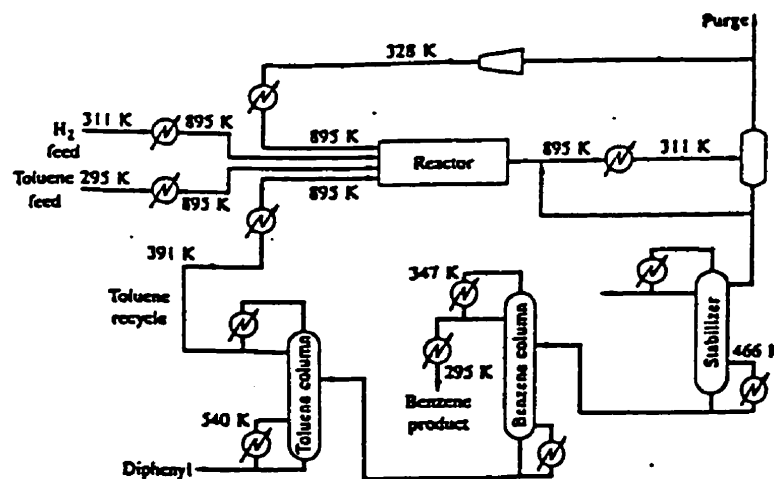 Purge
328 K
H₂
feed
311 K
895 K
895 K
Reactor
895 K
311 K
Toluene
feed
295 K
895 K
895 K
391 K
Toluene
recycle
347 K
295 K
Benzene
product
Benzene column
Stabilizer
466 K
Toluene column
540 K
Diphenyl